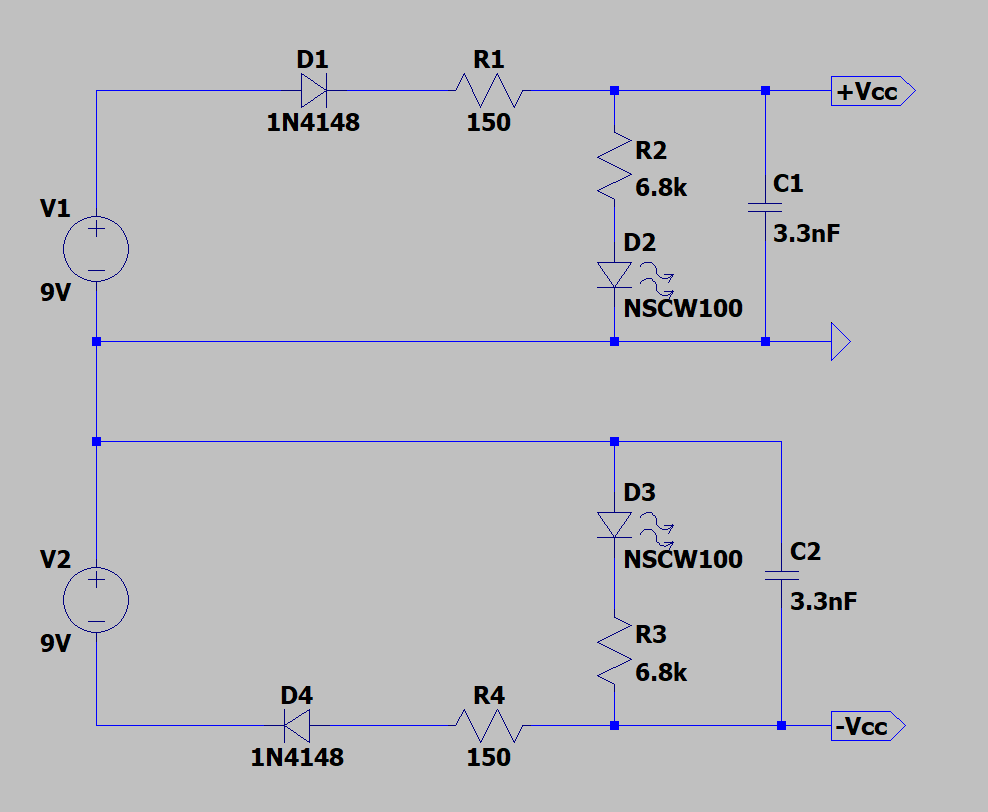 D1
1N4148
R1
150
+Vcc
R2
6.8k
C1
3.3nF
V1
9V
D2
NSCW100
D3
NSCW100
C2
3.3nF
V2
9V
R3
6.8k
D4
1N4148
R4
150
-Vcc